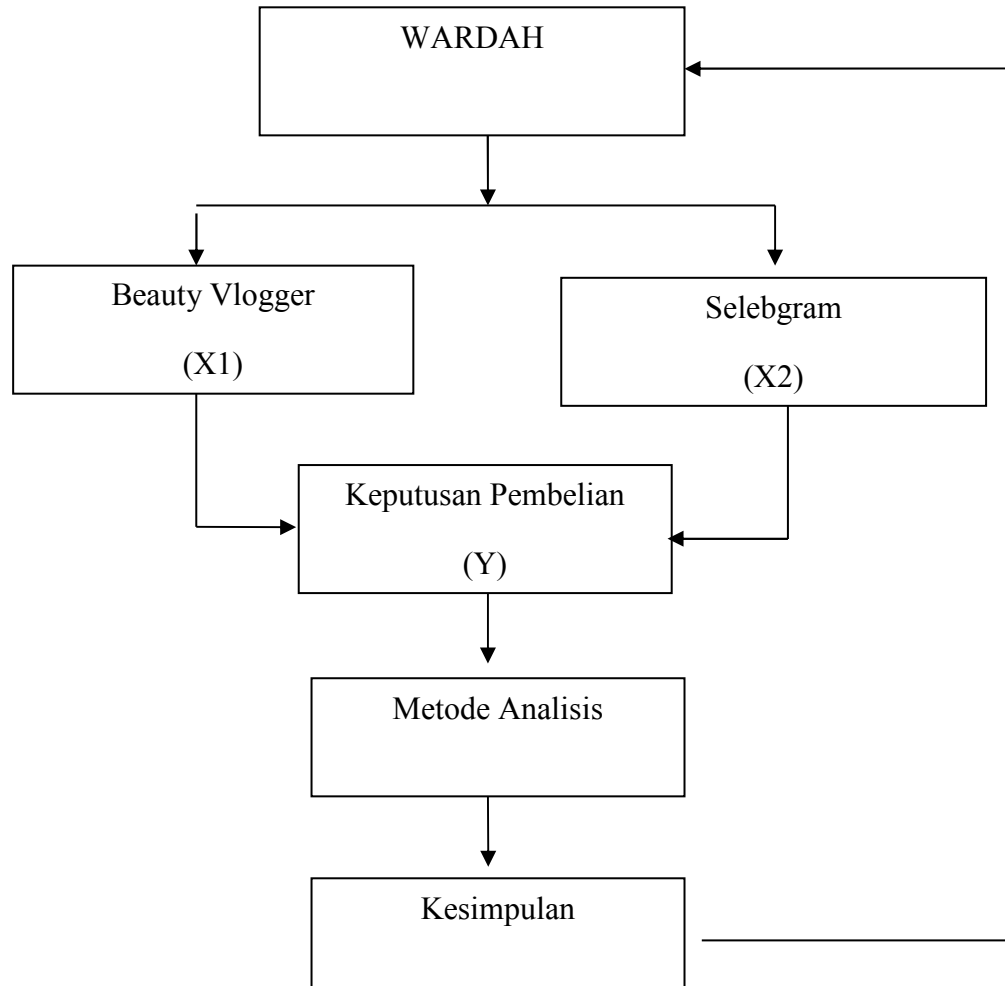 WARDAH
Beauty Vlogger
(X1)
Selebgram
(X2)
Keputusan Pembelian
(Y)
Metode Analisis
Kesimpulan